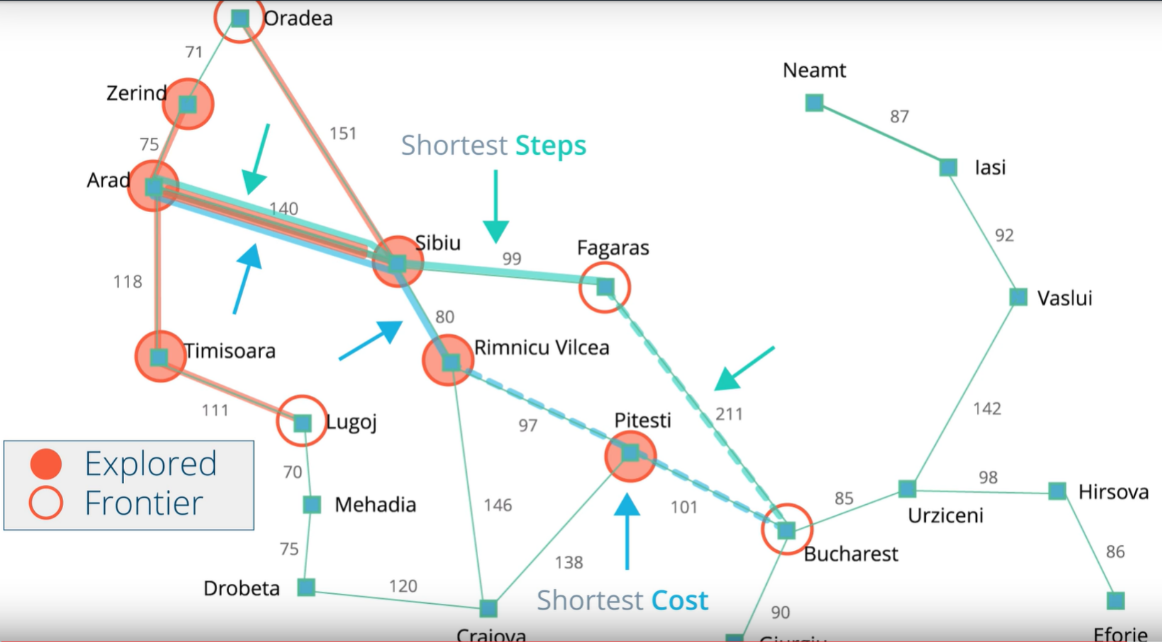 Oradea
71
Zerind
Neamt
87
75
151
Shortest Steps
Arad
140
Iasi
Sibiu
99
Fagaras
92
118
Vaslui
80
Timisoara
Rimnicu Vilcea
111
Lugoj
97
Pitesti
211
142
Explored
Frontier
70
Mehadia
146
101
85
98
Hirsova
Urziceni
75
138
Bucharest
86
Drobeta
120
Shortest Cost
90
Craiova
Giurgiu
Eforie